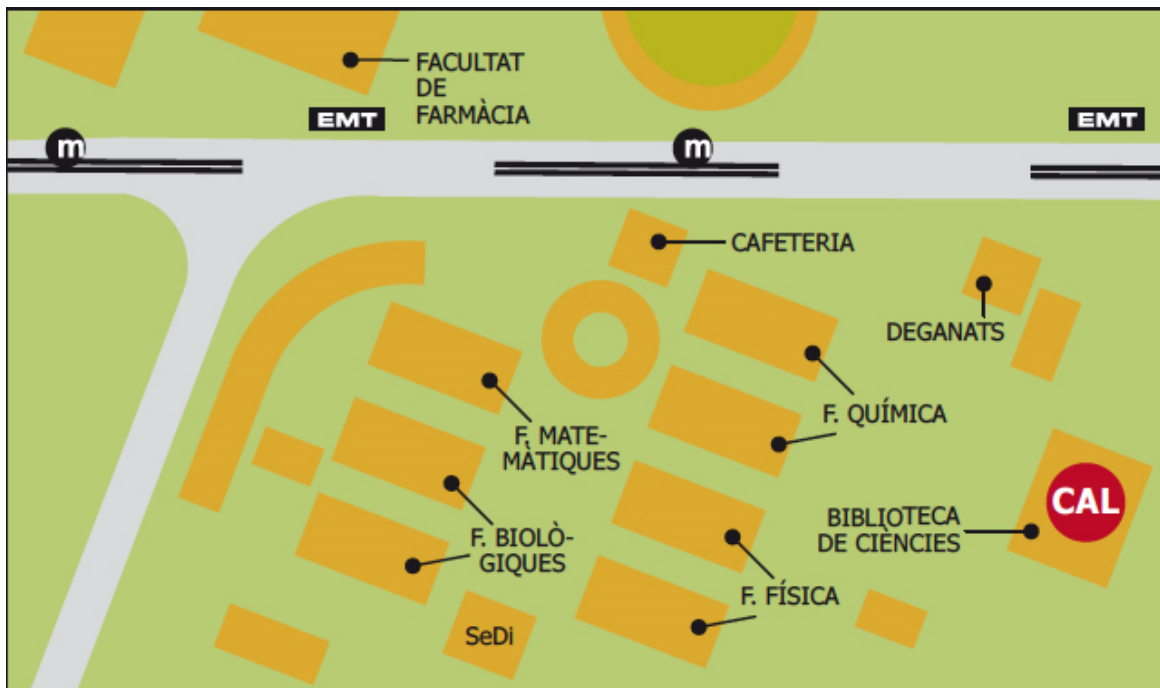 FACULTAT
DE
FARMÀCIA
EMT
EMT
m
m
CAFETERIA
DEGANATS
F. QUÍMICA
F. MATE-
MÀTIQUES
CAL
BIBLIOTECA
DE CIÈNCIES
F. BIOLÒ-
GIQUES
F. FÍSICA
SeDi